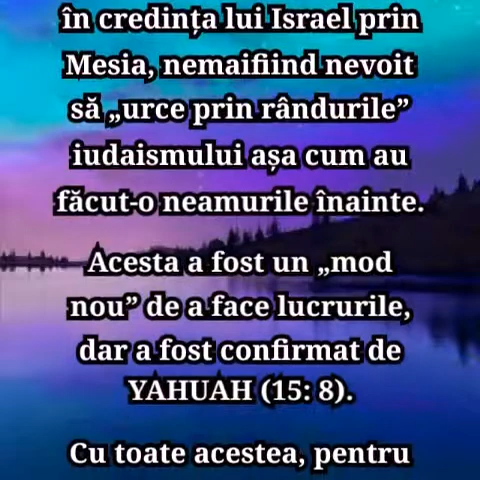 în credința lui Israel prin
Mesia, nemaifiind nevoit
să „urce prin rândurile”
iudaismului așa cum au
făcut-o neamurile înainte.
Acesta a fost un „mod
nou” de a face lucrurile,
dar a fost confirmat de
YAHUAH (15: 8).
Cu toate acestea, pentru